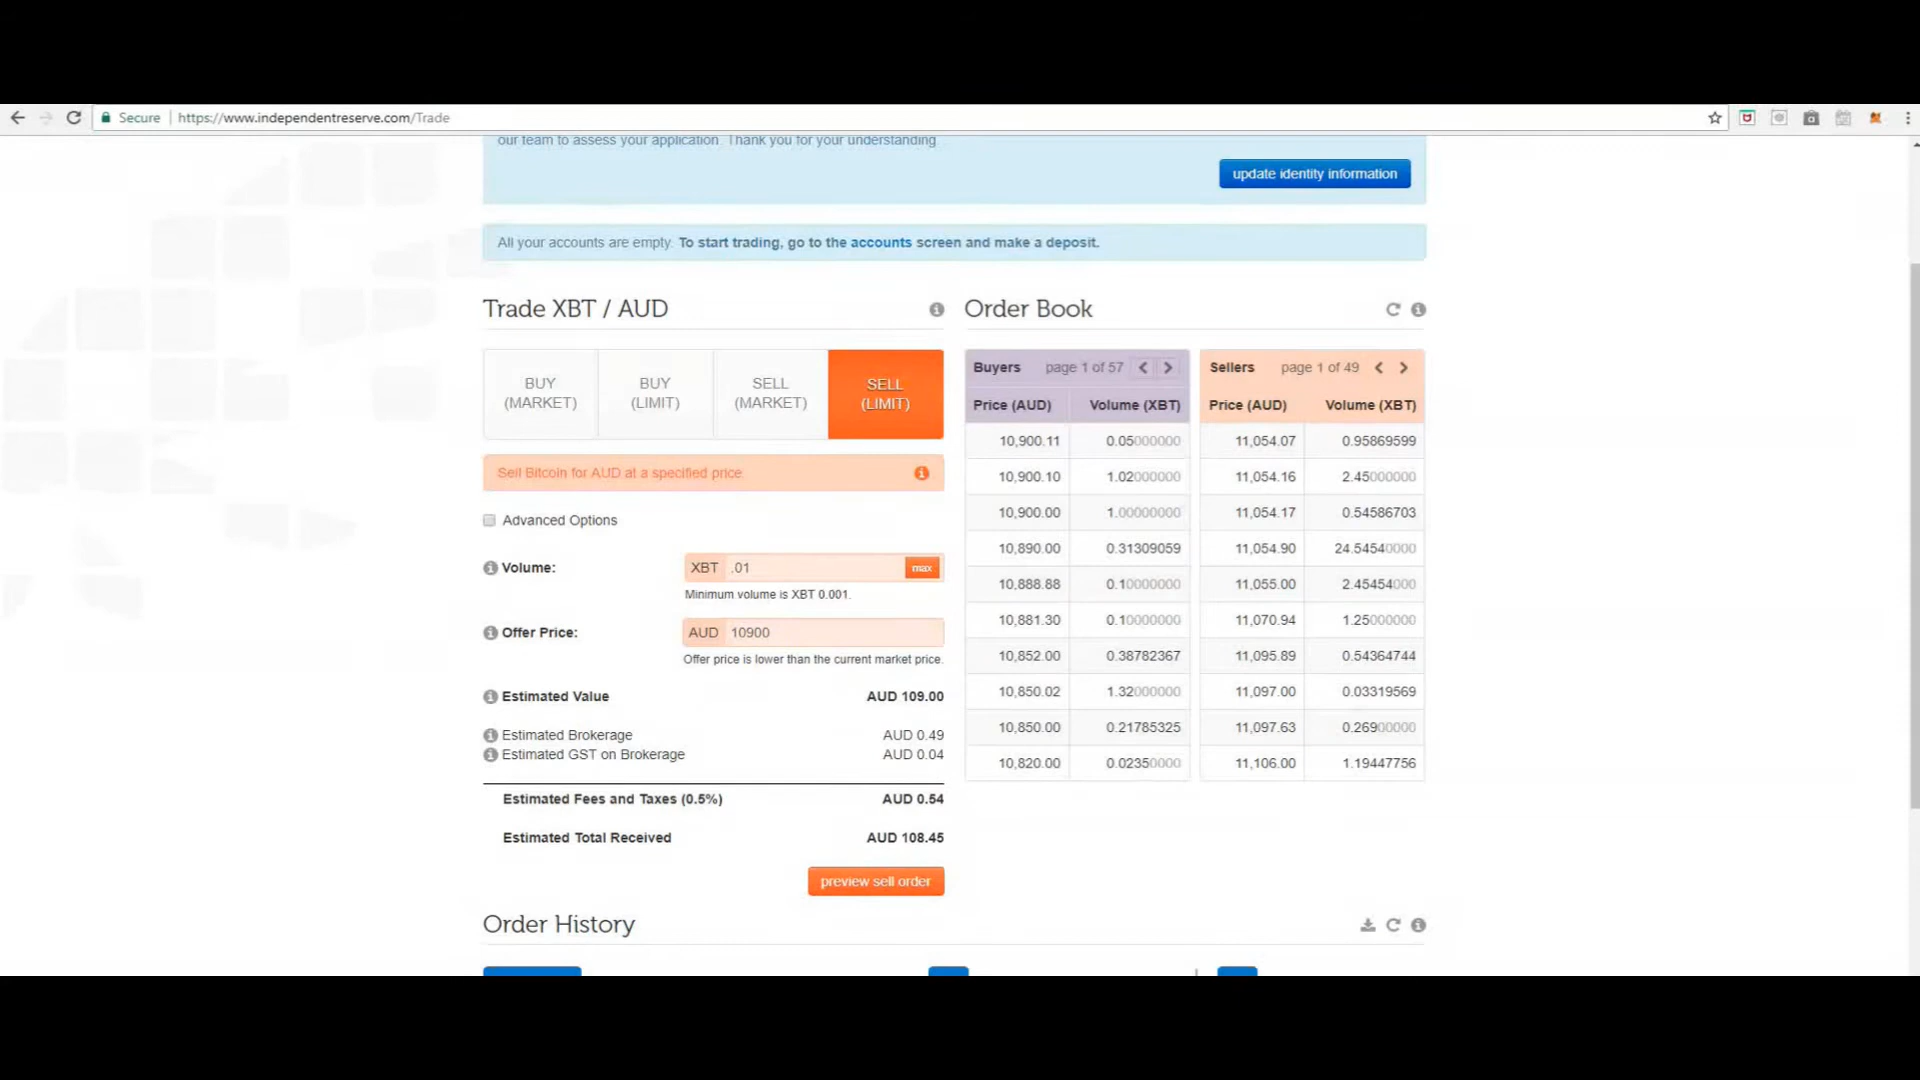 Secure https://www.independentreserve.com/Trade
our team to assess your application. Thank you for your understanding.
update identity information
All your accounts are empty. To start trading, go to the accounts screen and make a deposit.
Trade XBT / AUD
BUY
(MARKET)
BUY
(LIMIT)
SELL
(MARKET)
SELL
(LIMIT)
Sell Bitcoin for AUD at a specified price.
Advanced Options
Volume: XBT .01 max
Minimum volume is XBT 0.001.
Offer Price: AUD 10900
Offer price is lower than the current market price.
Estimated Value AUD 109.00
Estimated Brokerage AUD 0.49
Estimated GST on Brokerage AUD 0.04
Estimated Fees and Taxes (0.5%) AUD 0.54
Estimated Total Received AUD 108.45
preview sell order
Order Book
Buyers page 1 of 57
Price (AUD) Volume (XBT)
10,900.11 0.05000000
10,900.10 1.02000000
10,900.00 1.00000000
10,890.00 0.31309059
10,888.88 0.10000000
10,881.30 0.10000000
10,852.00 0.38782367
10,850.02 1.32000000
10,850.00 0.21785325
10,820.00 0.02350000
Sellers page 1 of 49
Price (AUD) Volume (XBT)
11,054.07 0.95869599
11,054.16 2.45000000
11,054.17 0.54586703
11,054.90 24.54540000
11,055.00 2.45454000
11,070.94 1.25000000
11,095.89 0.54364744
11,097.00 0.03319569
11,097.63 0.26900000
11,106.00 1.19447756
Order History